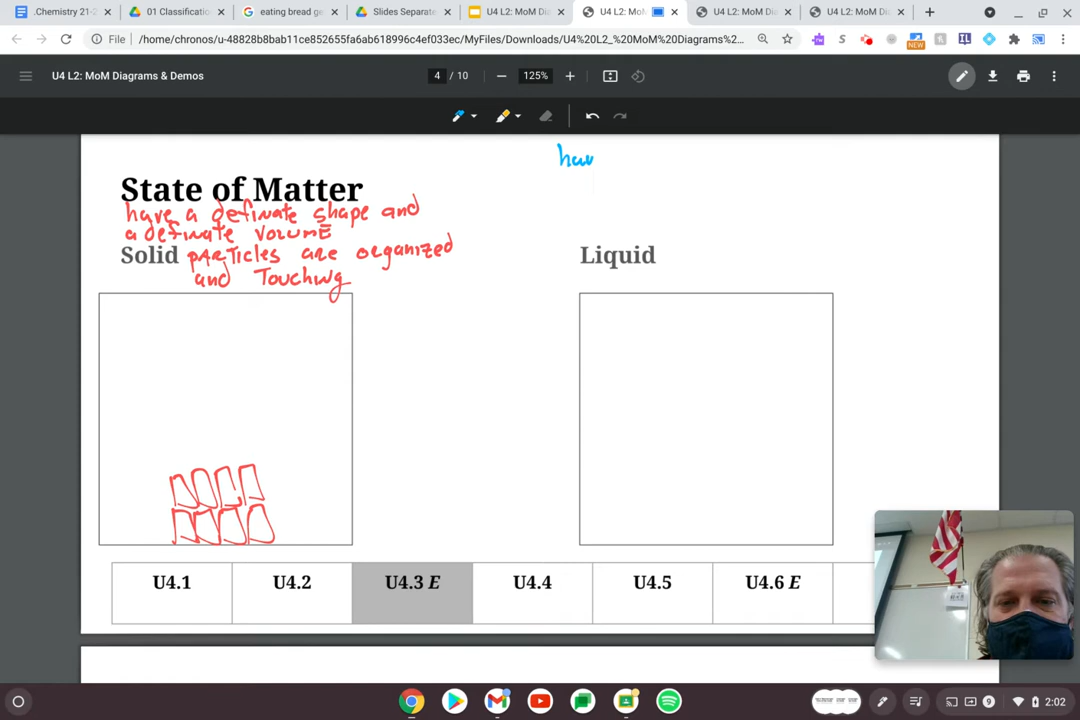 .Chemistry 21-2
01 Classificatio
eating bread ge
Slides Separate
U4 L2: MoM Dia
U4 L2: MoM
U4 L2: MoM Di
U4 L2: MoM Di
File
/home/chronos/u-48828b8bab11ce852655fa6ab618996c4ef033ec/MyFiles/Downloads/U4%20L2_%20MoM%20Diagrams%...
NEW
U4 L2: MoM Diagrams & Demos
4 / 10
125%
hav
State of Matter
have a definate shape and
a definate VOLUME
Solid
PARTicles are organized
and Touching
Liquid
U4.1 U4.2 U4.3 E U4.4 U4.5 U4.6 E
9
2:02